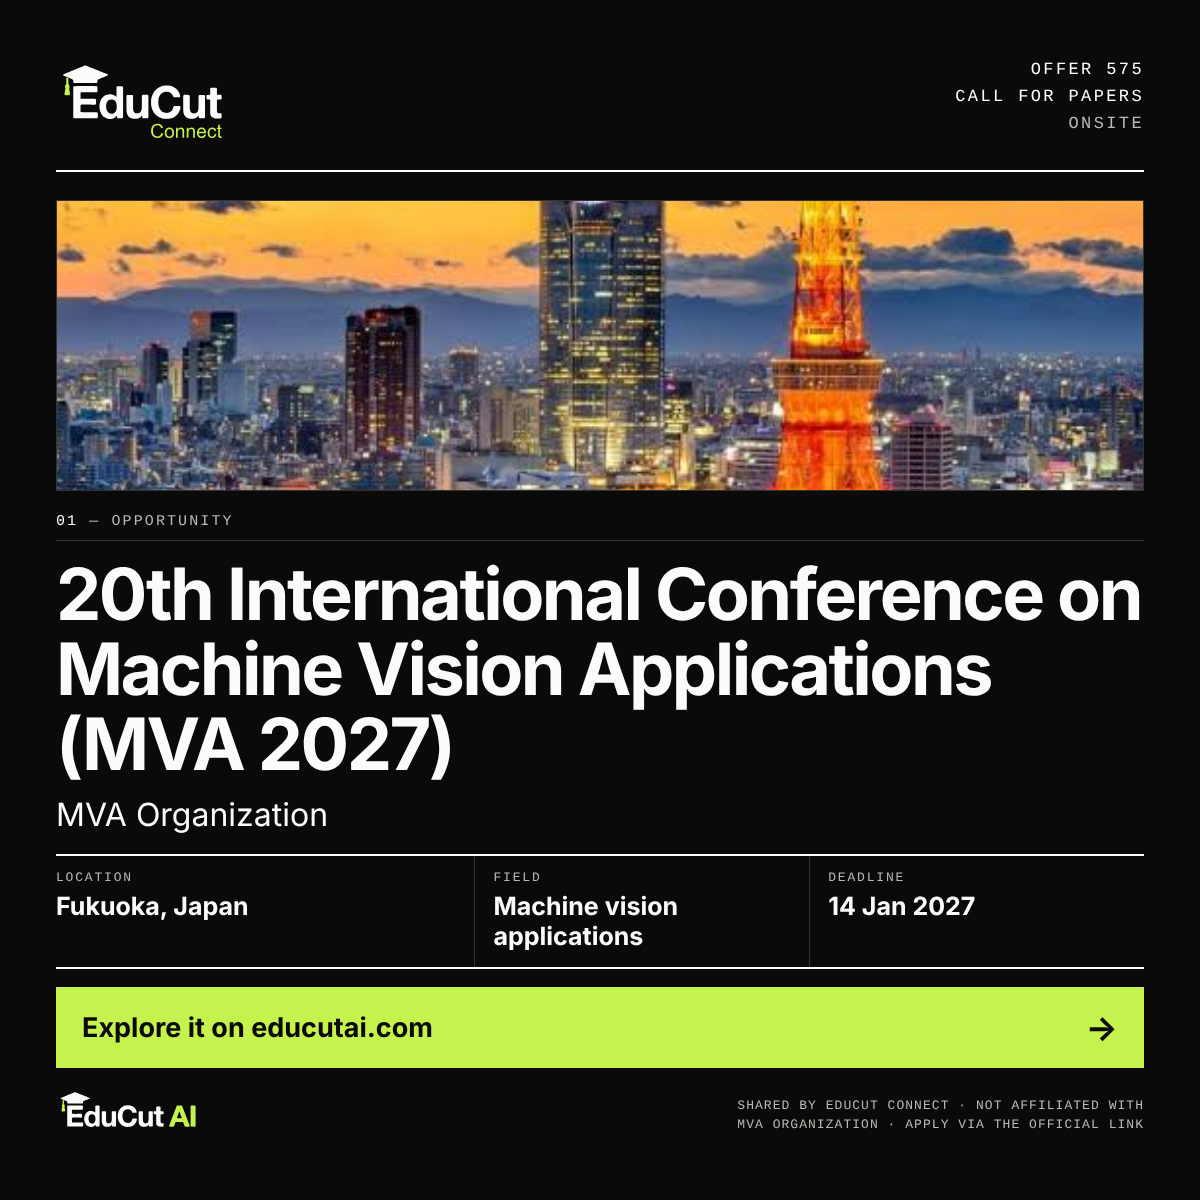 EduCut
Connect
OFFER 575
CALL FOR PAPERS
ONSITE
01 — OPPORTUNITY
20th International Conference on
Machine Vision Applications
(MVA 2027)
MVA Organization
LOCATION
Fukuoka, Japan
FIELD
Machine vision
applications
DEADLINE
14 Jan 2027
Explore it on educutai.com →
EduCut AI
SHARED BY EDUCUT CONNECT · NOT AFFILIATED WITH
MVA ORGANIZATION · APPLY VIA THE OFFICIAL LINK